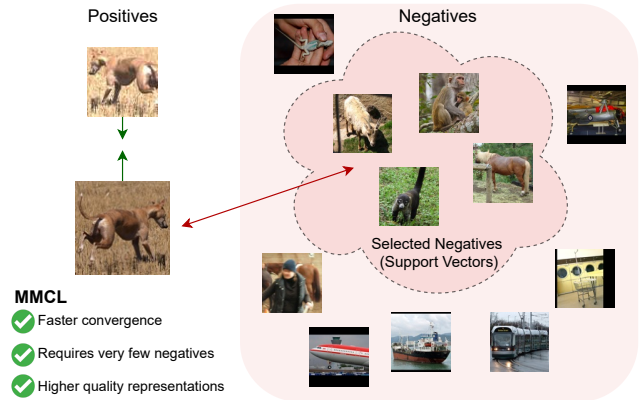 Positives
Negatives
Selected Negatives
(Support Vectors)
MMCL
Faster convergence
Requires very few negatives
Higher quality representations